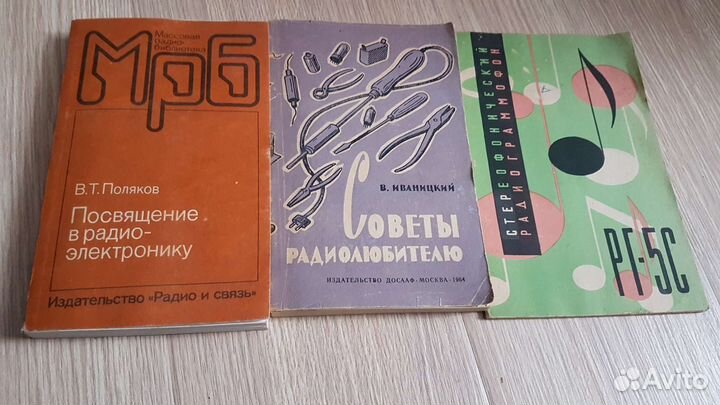 Массовая
радио-
библиотека
Мрб
В.Т. Поляков
Посвящение
в радио-
электронику
Издательство «Радио и связь»
В. ИВАНИЦКИЙ
СОВЕТЫ
РАДИОЛЮБИТЕЛЮ
ИЗДАТЕЛЬСТВО ДОСААФ · МОСКВА - 1964
СТЕРЕОФОНИЧЕСКИЙ
РАДИОГРАММОФОН
РГ-5С
Avito